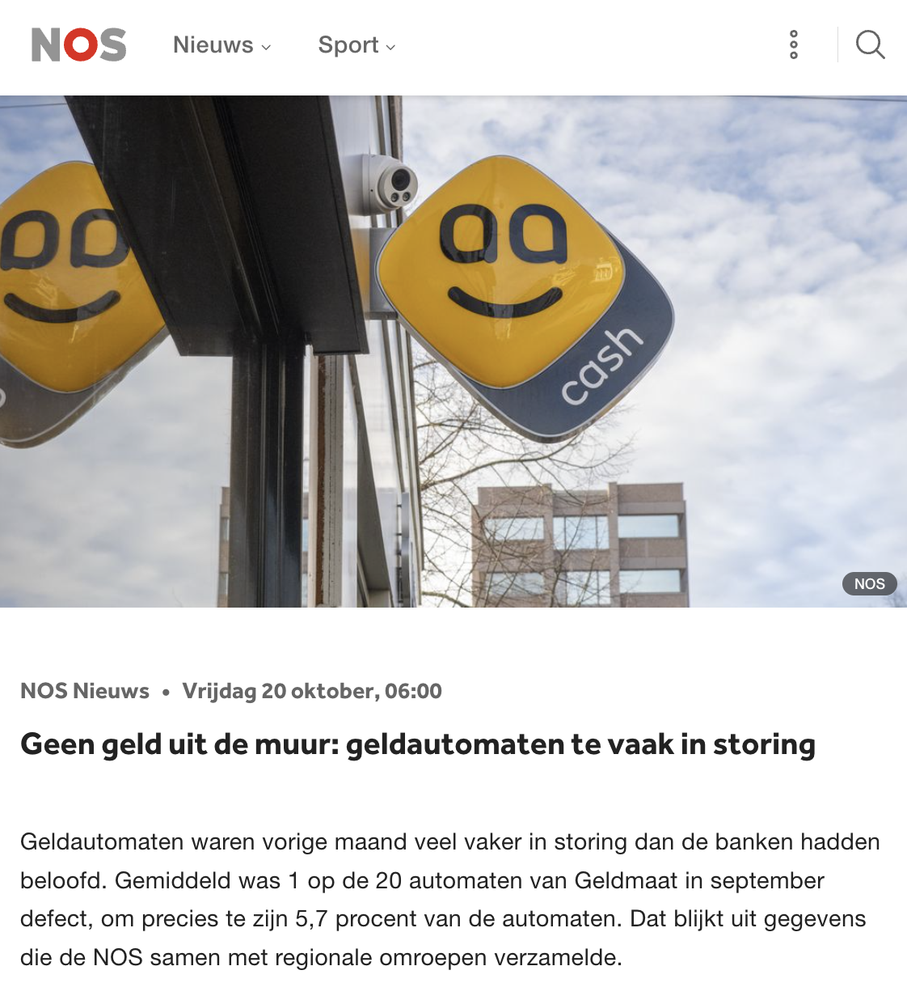 NOS Nieuws Sport
cash
NOS
NOS Nieuws • Vrijdag 20 oktober, 06:00
Geen geld uit de muur: geldautomaten te vaak in storing
Geldautomaten waren vorige maand veel vaker in storing dan de banken hadden
beloofd. Gemiddeld was 1 op de 20 automaten van Geldmaat in september
defect, om precies te zijn 5,7 procent van de automaten. Dat blijkt uit gegevens
die de NOS samen met regionale omroepen verzamelde.